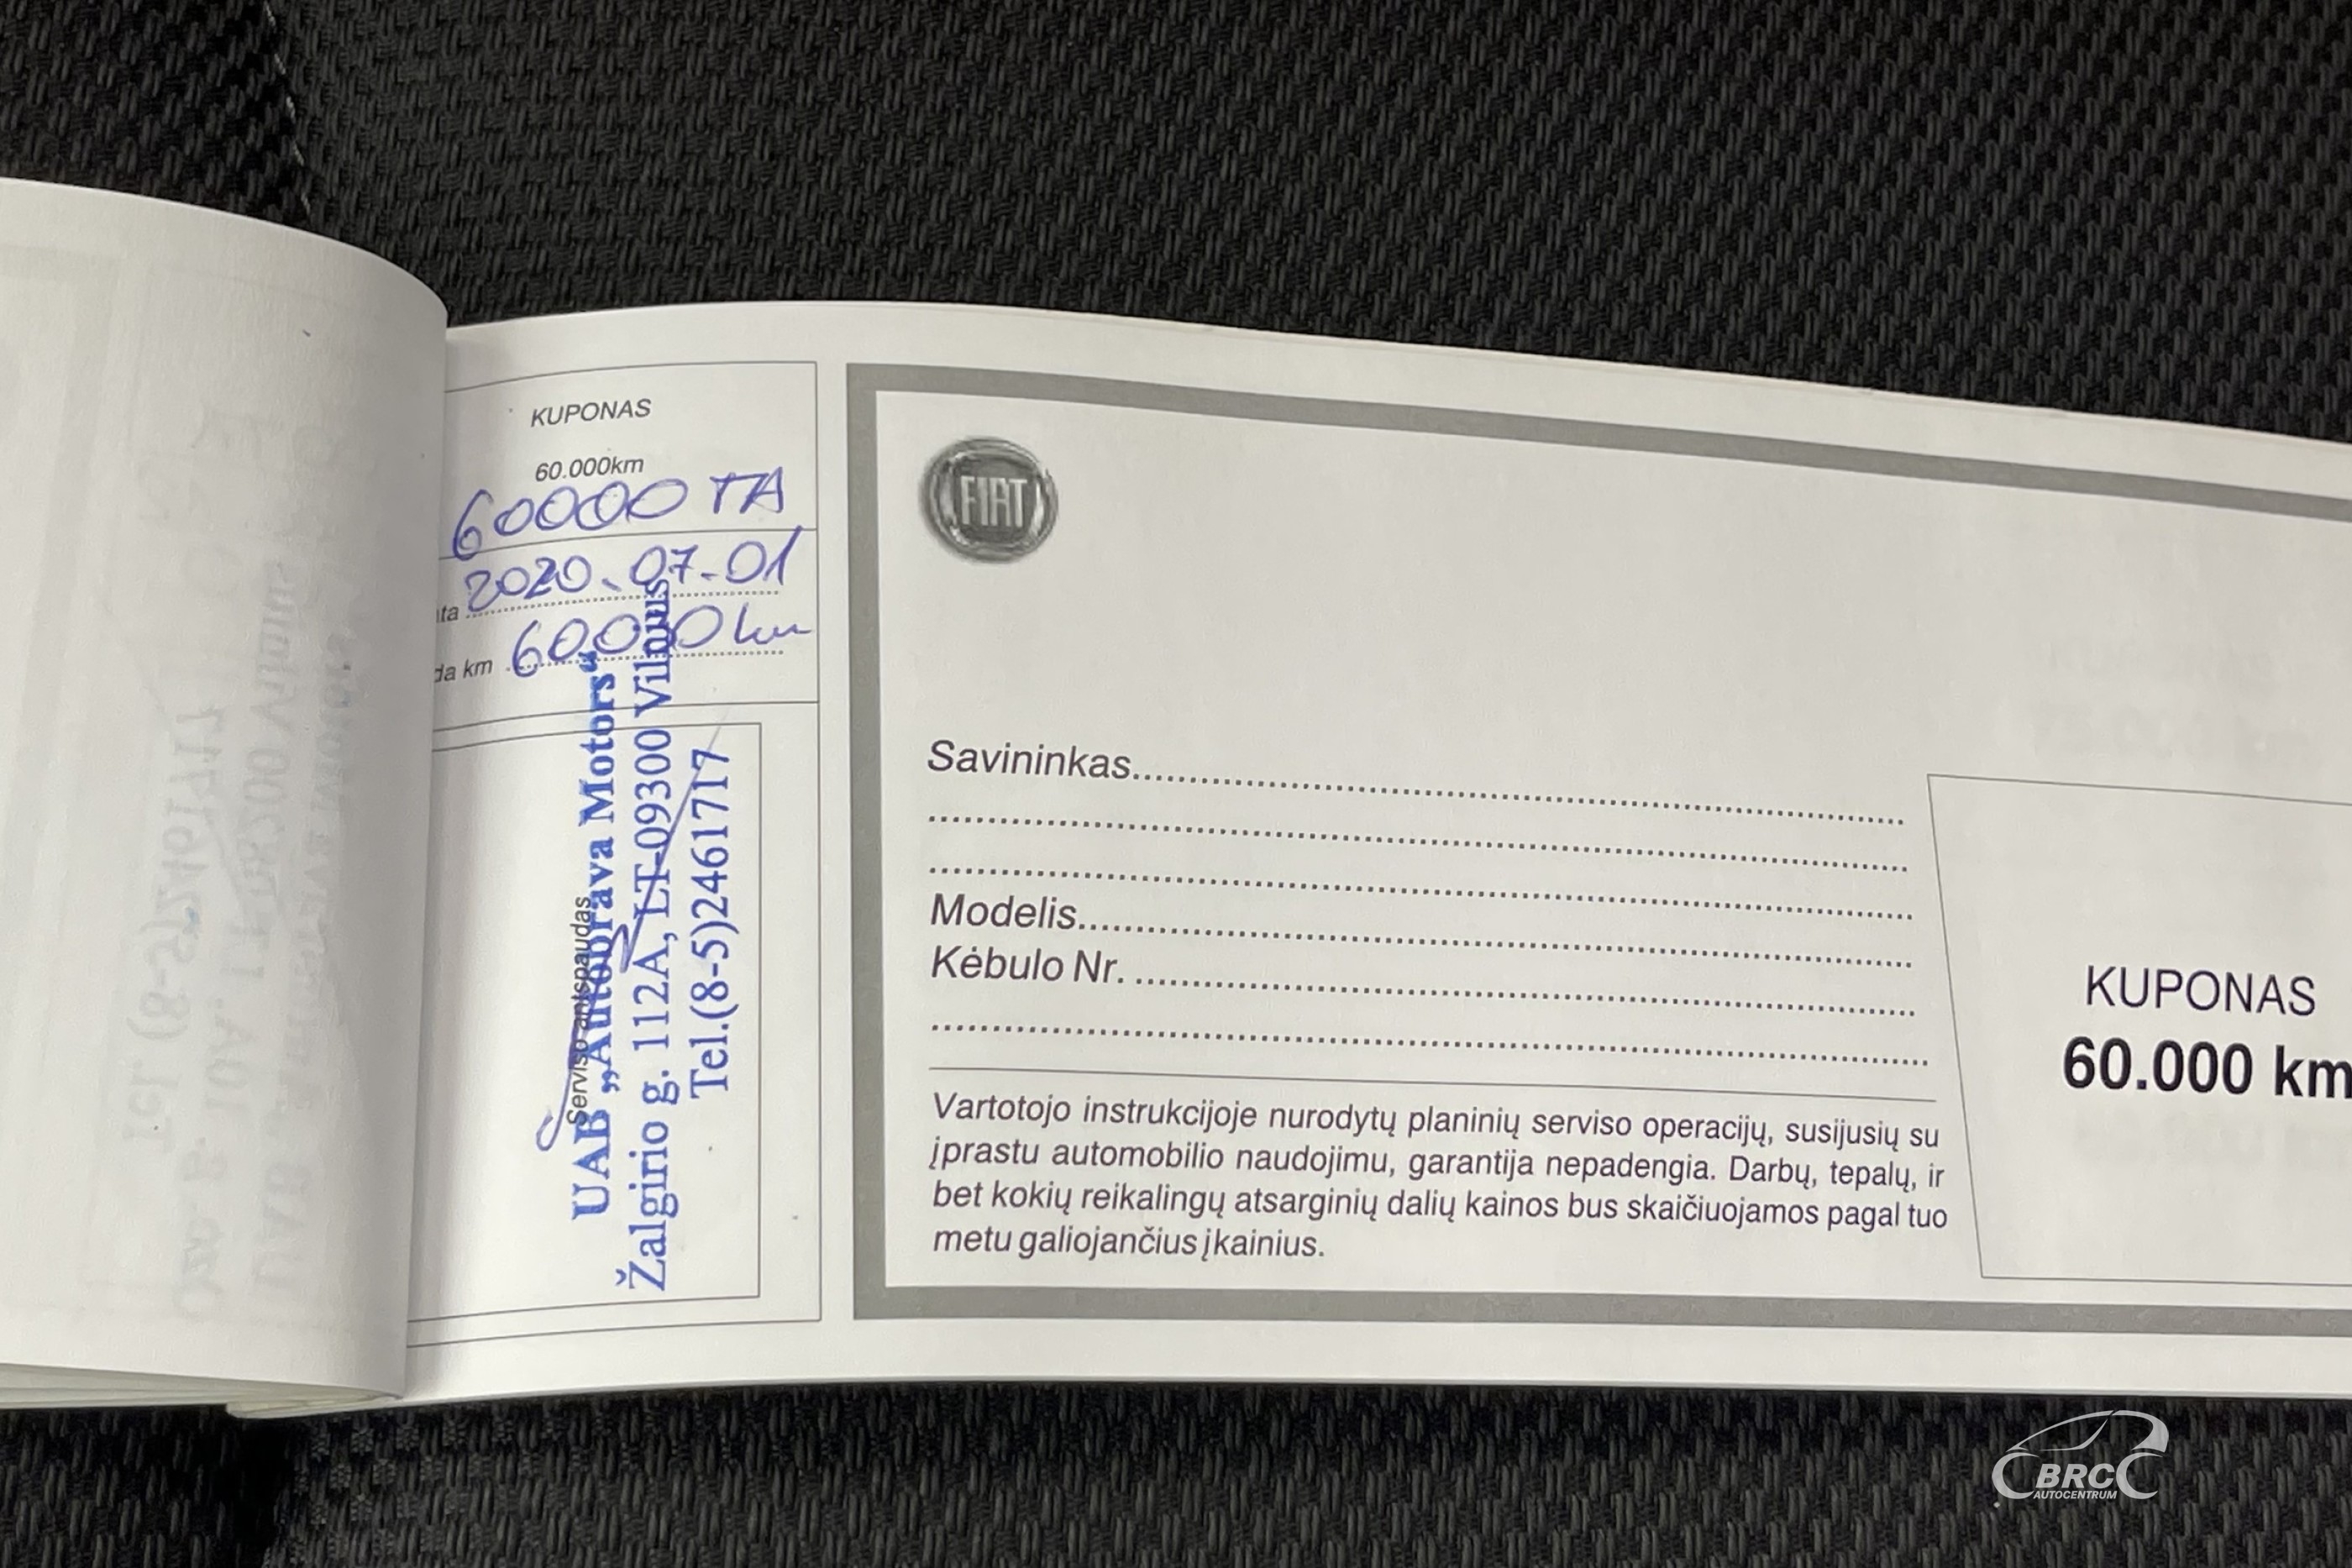 KUPONAS
60.000km
60000 TA
ta 2020.07-01
da km 60000 km
Serviso antspaudas
UAB „Autobrava Motors“
Žalgirio g. 112A, LT-09300 Vilnius
Tel.(8-5)2461717
FIAT
Savininkas
Modelis
Kėbulo Nr.
Vartotojo instrukcijoje nurodytų planinių serviso operacijų, susijusių su
įprastu automobilio naudojimu, garantija nepadengia. Darbų, tepalų, ir
bet kokių reikalingų atsarginių dalių kainos bus skaičiuojamos pagal tuo
metu galiojančius įkainius.
KUPONAS
60.000 km
BRC
AUTOCENTRUM